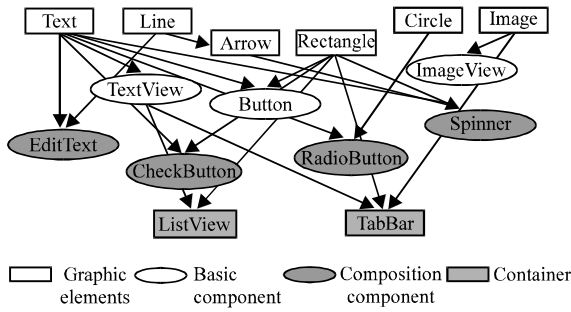 Text Line Circle Image
Arrow Rectangle
ImageView
TextView Button
Spinner
EditText
CheckButton RadioButton
ListView TabBar
Graphic elements
Basic component
Composition component
Container